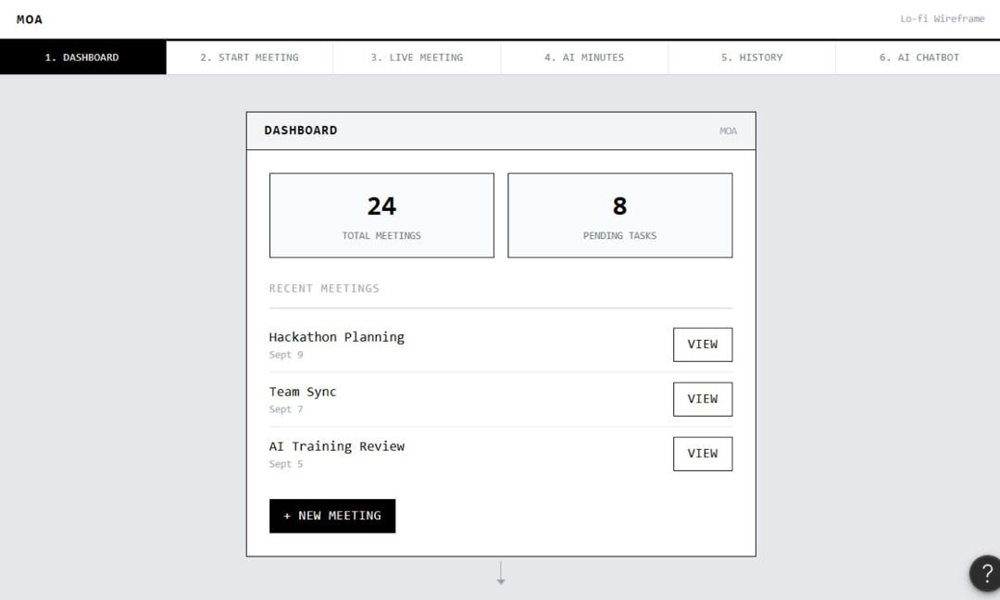 MOA
Lo-fi Wireframe
1. DASHBOARD
2. START MEETING
3. LIVE MEETING
4. AI MINUTES
5. HISTORY
6. AI CHATBOT
DASHBOARD
MOA
24
TOTAL MEETINGS
8
PENDING TASKS
RECENT MEETINGS
Hackathon Planning
Sept 9
VIEW
Team Sync
Sept 7
VIEW
AI Training Review
Sept 5
VIEW
+ NEW MEETING
?